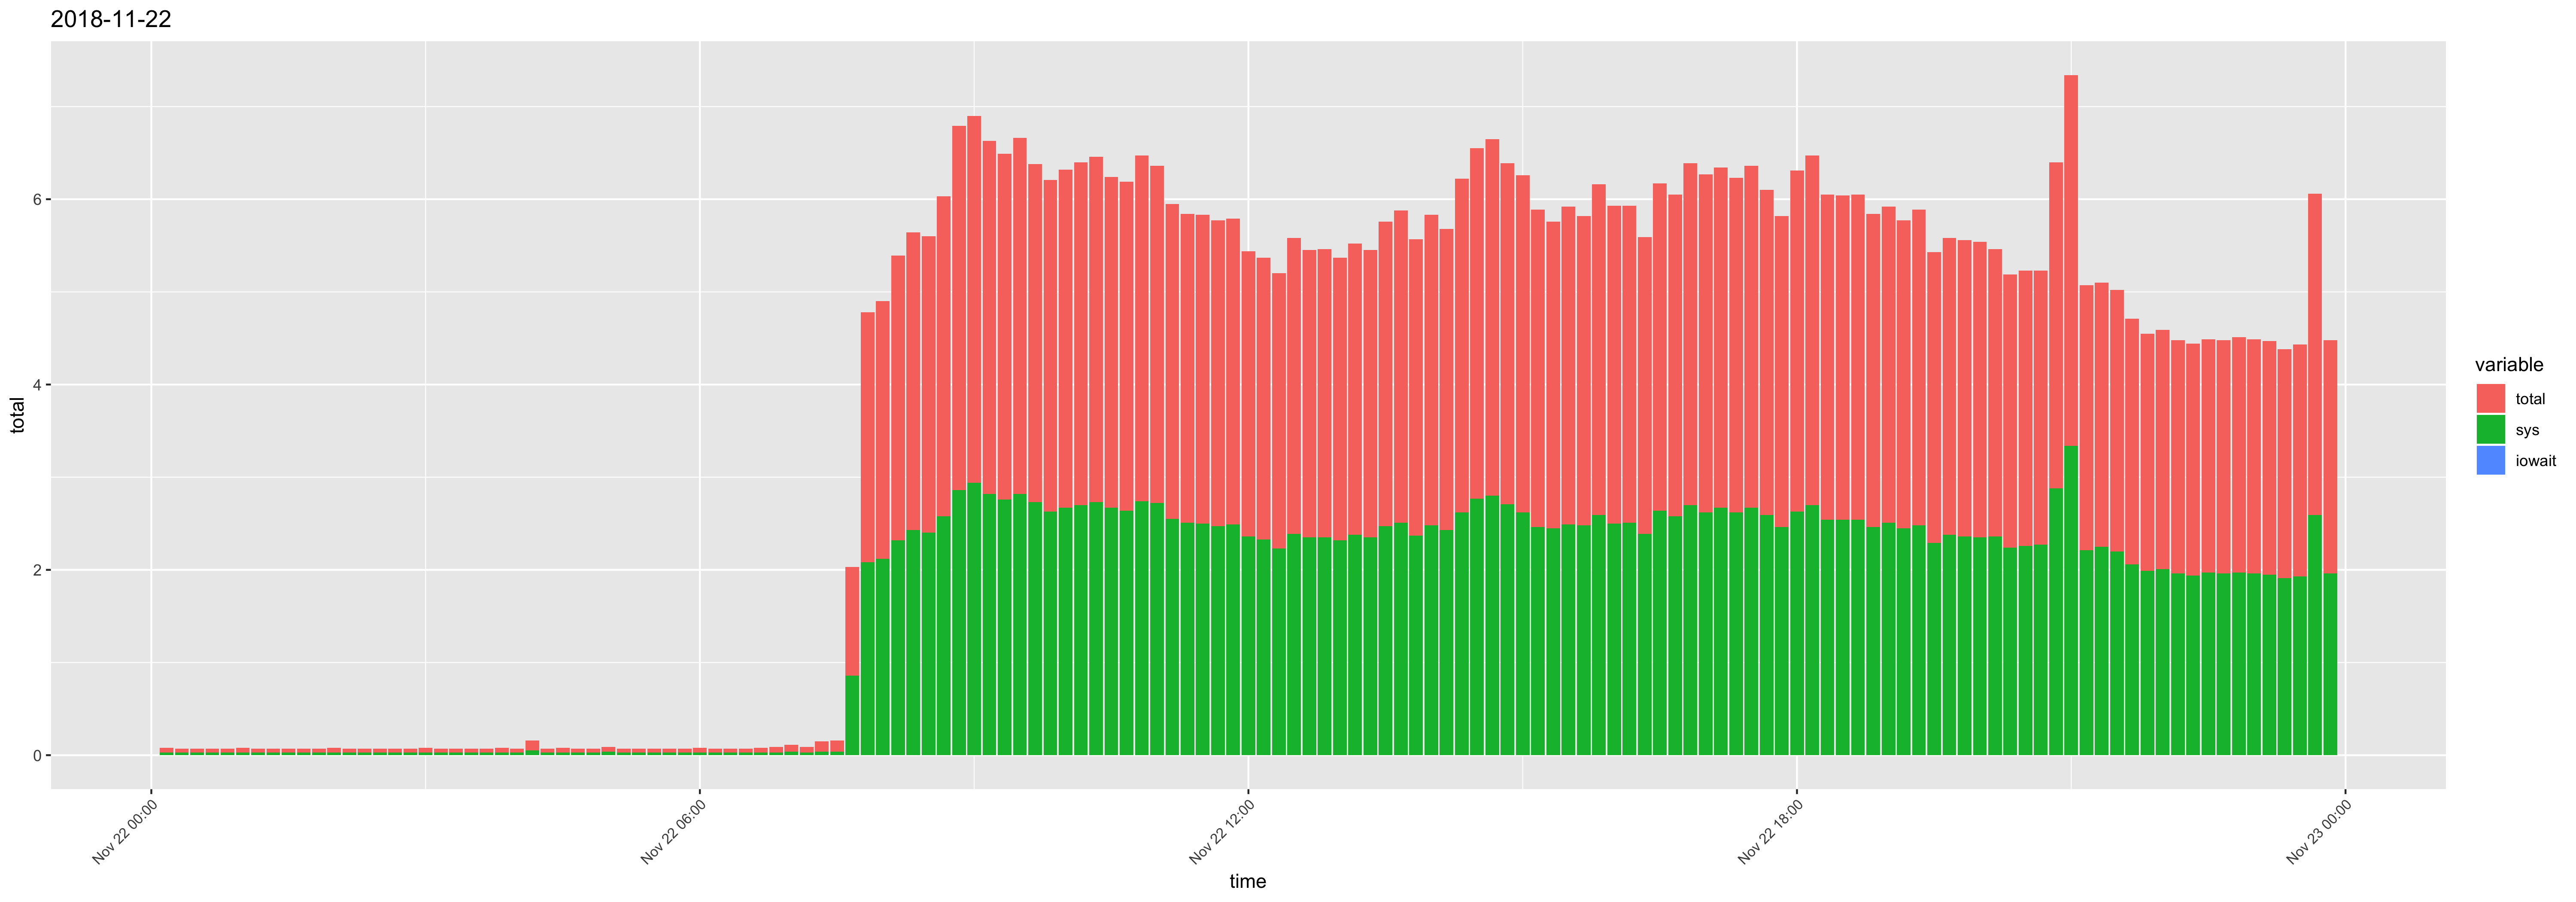 2018-11-22
total
6
4
2
0
Nov 22 00:00
Nov 22 06:00
Nov 22 12:00
Nov 22 18:00
Nov 23 00:00
time
variable
total
sys
iowait